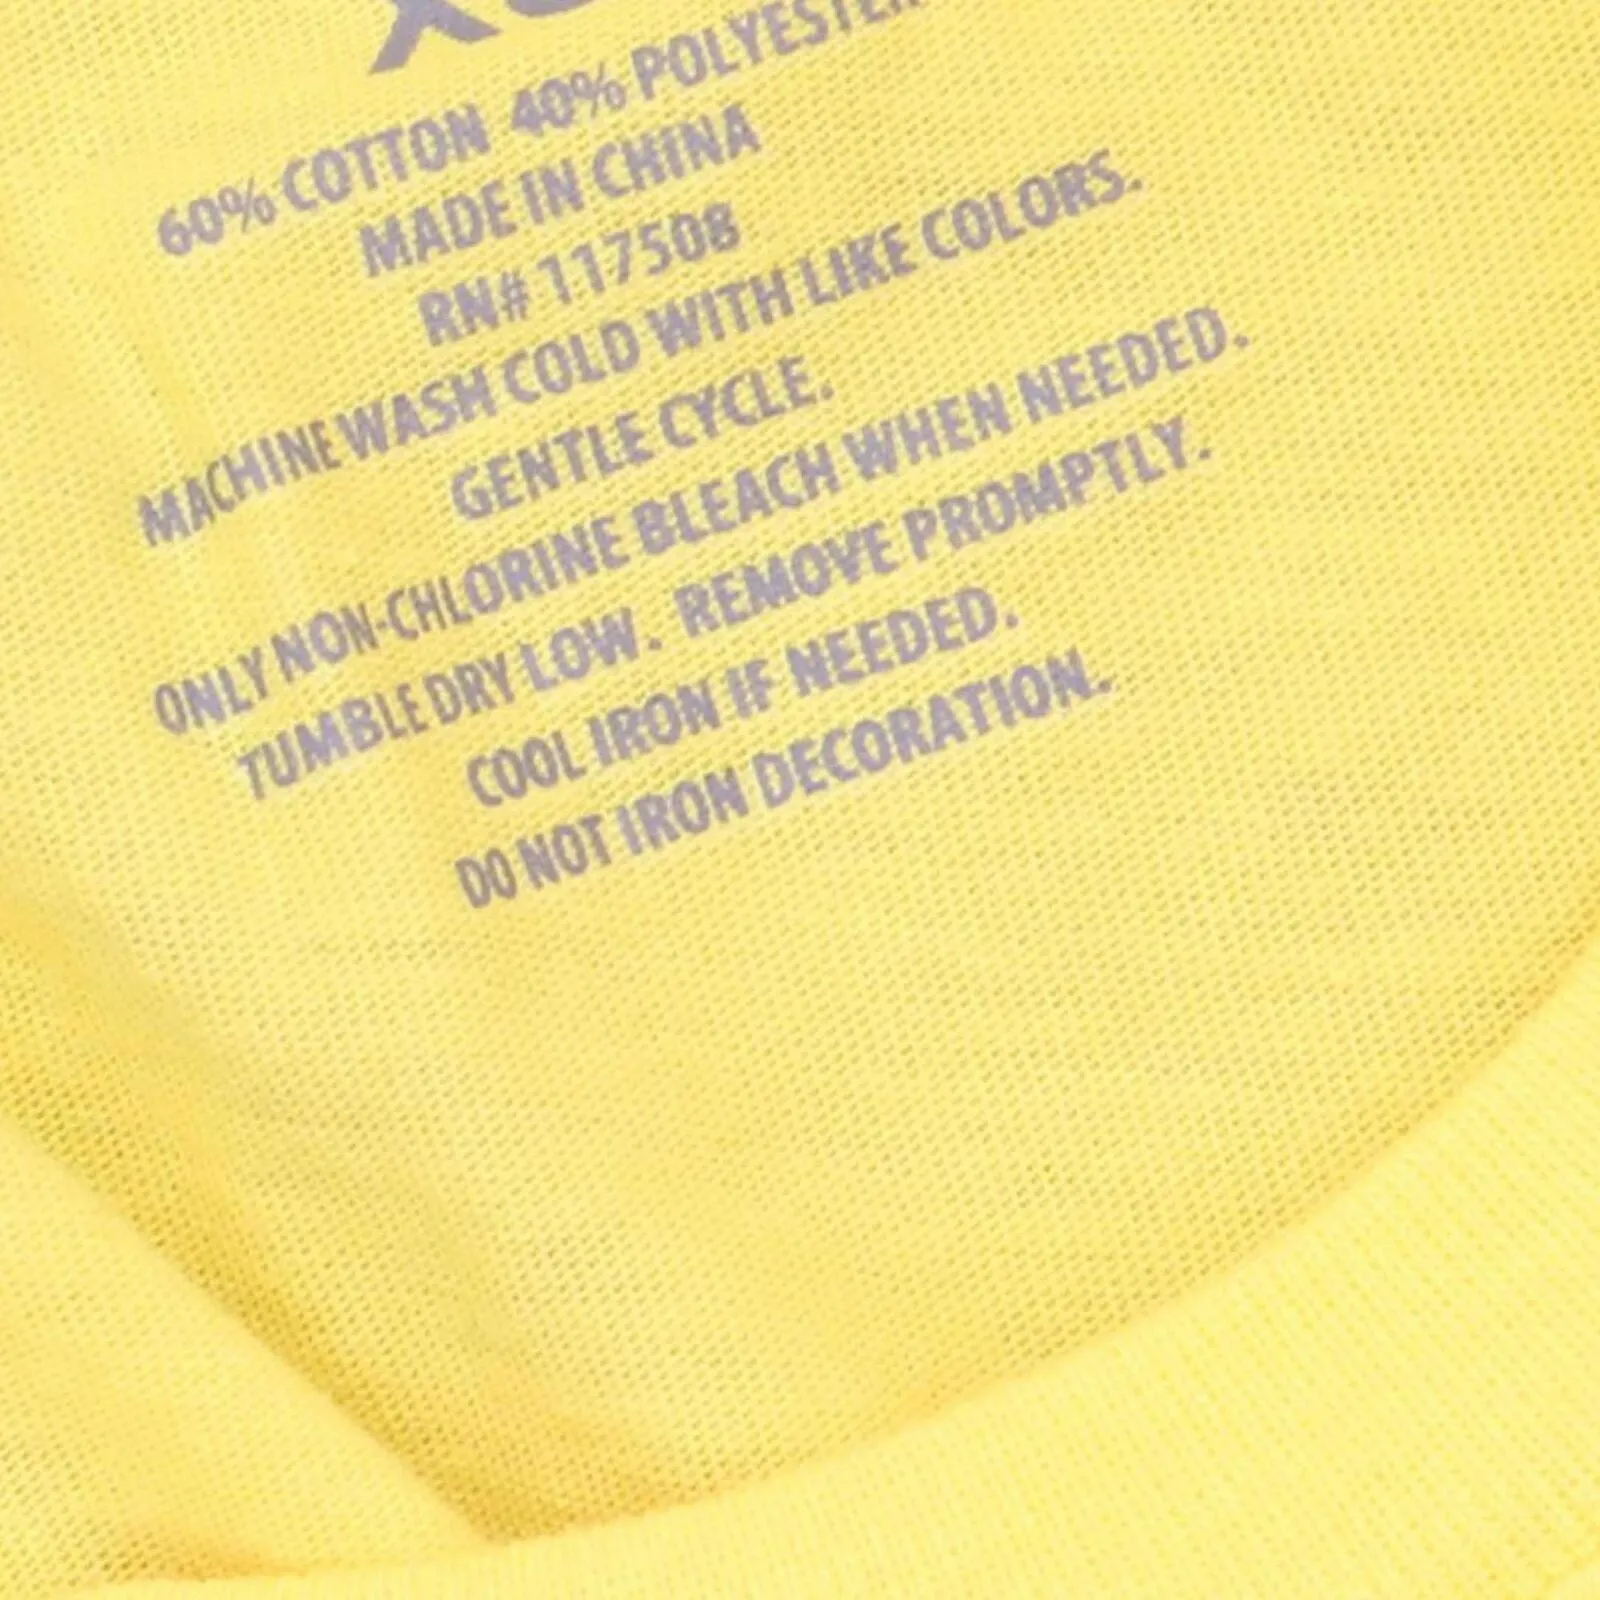 60% COTTON 40% POLYESTER
MADE IN CHINA
RN# 117508
MACHINE WASH COLD WITH LIKE COLORS.
GENTLE CYCLE.
ONLY NON-CHLORINE BLEACH WHEN NEEDED.
TUMBLE DRY LOW. REMOVE PROMPTLY.
COOL IRON IF NEEDED.
DO NOT IRON DECORATION.